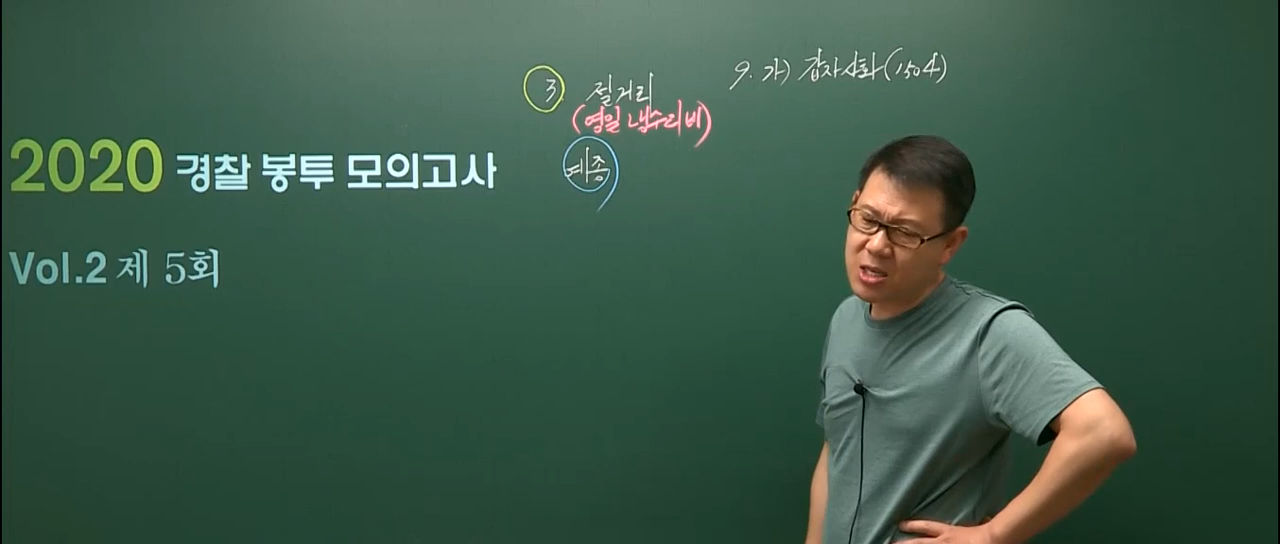 2020 경찰 봉투 모의고사
Vol.2 제 5회
3. 절거리
(영일 냉수리비)
계종
9. 가) 갑자사화(1504)